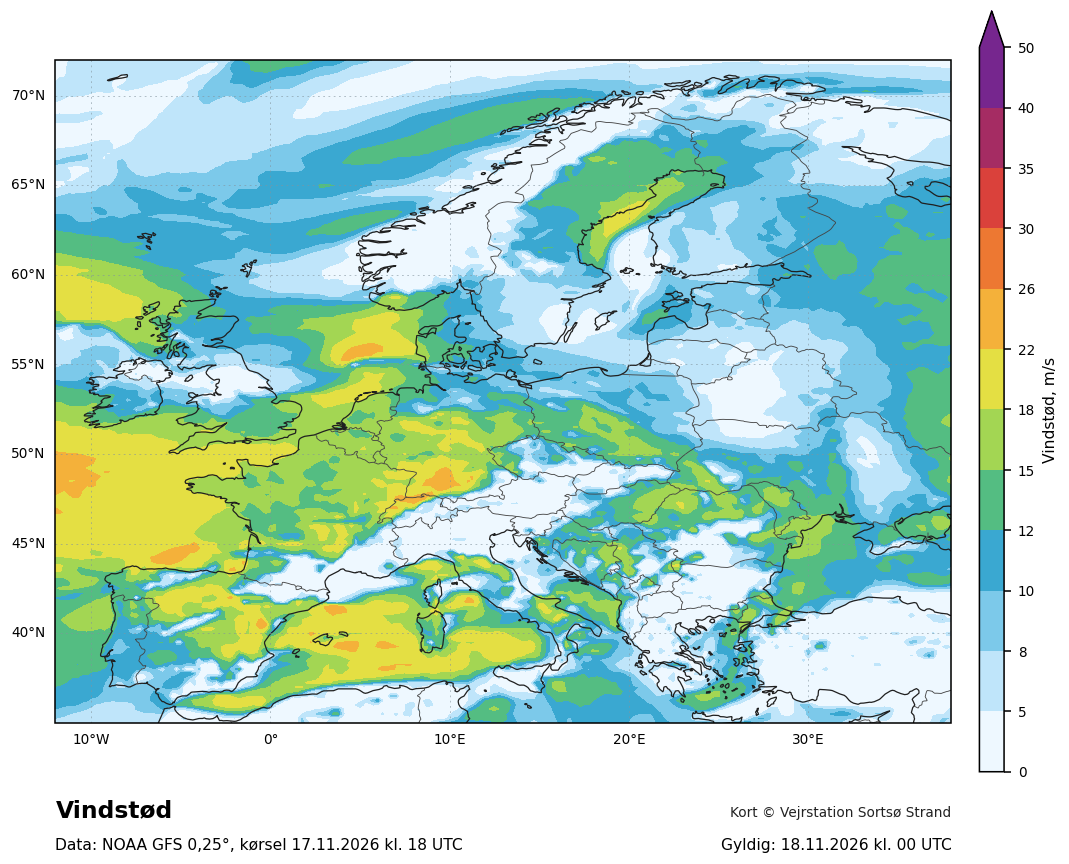 50
40
35
30
26
22
18
15
12
10
8
5
0
Vindstød, m/s
70°N
65°N
60°N
55°N
50°N
45°N
40°N
10°W
0°
10°E
20°E
30°E
Vindstød
Kort © Vejrstation Sortsø Strand
Data: NOAA GFS 0,25°, kørsel 17.11.2026 kl. 18 UTC
Gyldig: 18.11.2026 kl. 00 UTC